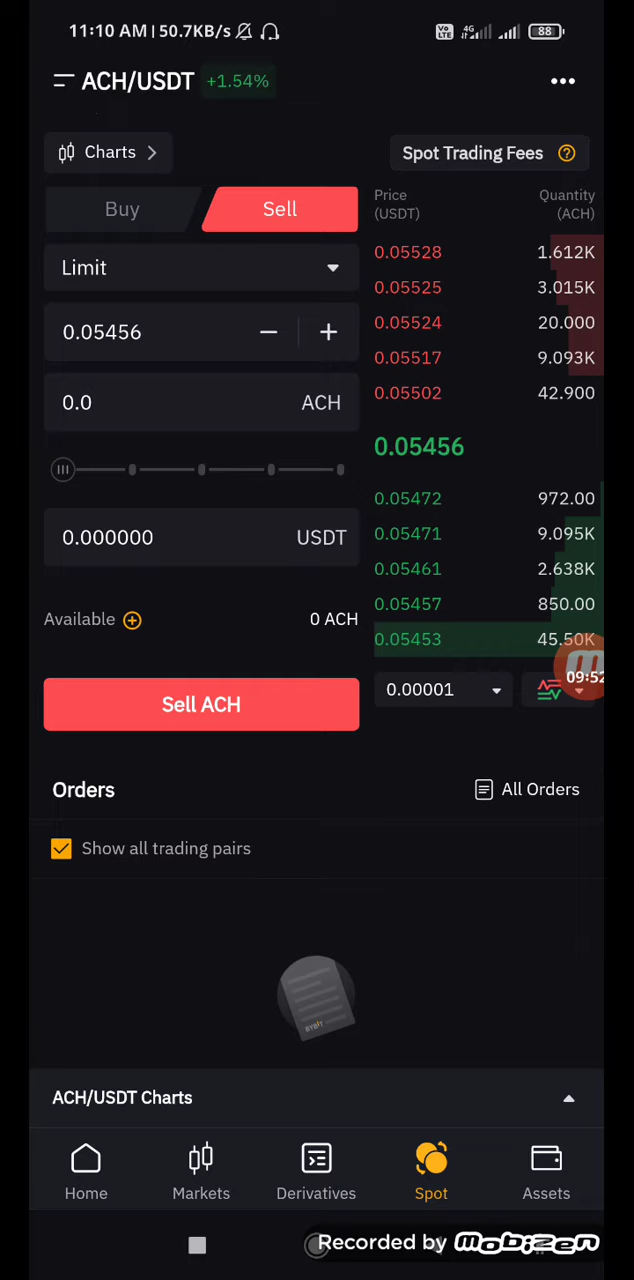 11:10 AM | 50.7KB/s Vo LTE 4G 88
ACH/USDT +1.54%
Charts Spot Trading Fees ?
Buy Sell
Price (USDT) Quantity (ACH)
Limit
0.05528 1.612K
0.05525 3.015K
0.05456 − +
0.05524 20.000
0.05517 9.093K
0.0 ACH
0.05502 42.900
0.05456
0.05472 972.00
0.000000 USDT
0.05471 9.095K
0.05461 2.638K
Available 0 ACH
0.05457 850.00
0.05453 45.50K
09:52
0.00001
Sell ACH
Orders All Orders
Show all trading pairs
BYBIT
ACH/USDT Charts
Home Markets Derivatives Spot Assets
Recorded by mobizen